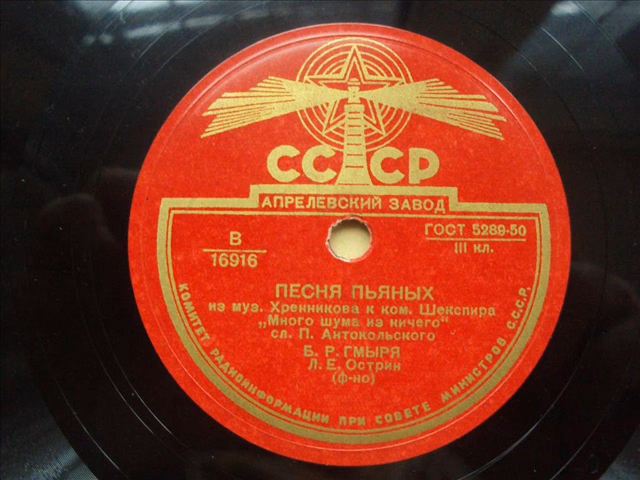 СССР
АПРЕЛЕВСКИЙ ЗАВОД
В
16916
ГОСТ 5289-50
III кл.
ПЕСНЯ ПЬЯНЫХ
из муз. Хренникова к ком. Шекспира
„Много шума из ничего“
сл. П. Антокольского
Б. Р. ГМЫРЯ
Л. Е. Острин
(ф-но)
КОМИТЕТ РАДИОИНФОРМАЦИИ ПРИ СОВЕТЕ МИНИСТРОВ С.С.С.Р.